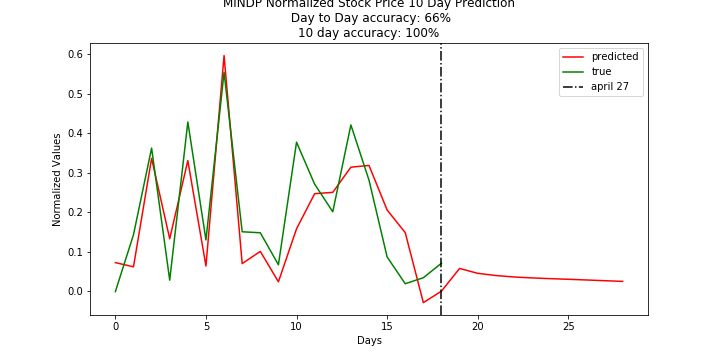 MINDP Normalized Stock Price 10 Day Prediction
Day to Day accuracy: 66%
10 day accuracy: 100%
predicted
true
april 27
Normalized Values
0.6
0.5
0.4
0.3
0.2
0.1
0.0
0 5 10 15 20 25
Days